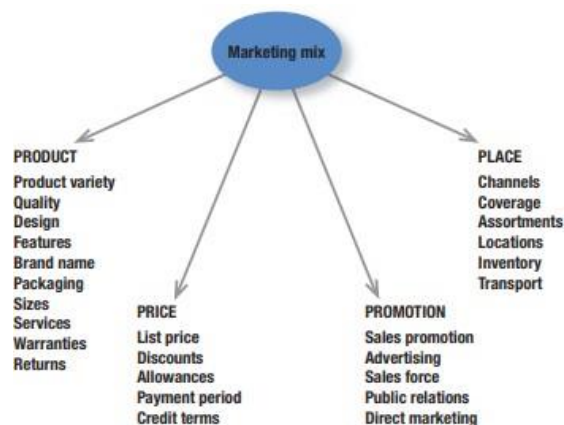 Marketing mix
PRODUCT
Product variety
Quality
Design
Features
Brand name
Packaging
Sizes
Services
Warranties
Returns
PRICE
List price
Discounts
Allowances
Payment period
Credit terms
PROMOTION
Sales promotion
Advertising
Sales force
Public relations
Direct marketing
PLACE
Channels
Coverage
Assortments
Locations
Inventory
Transport